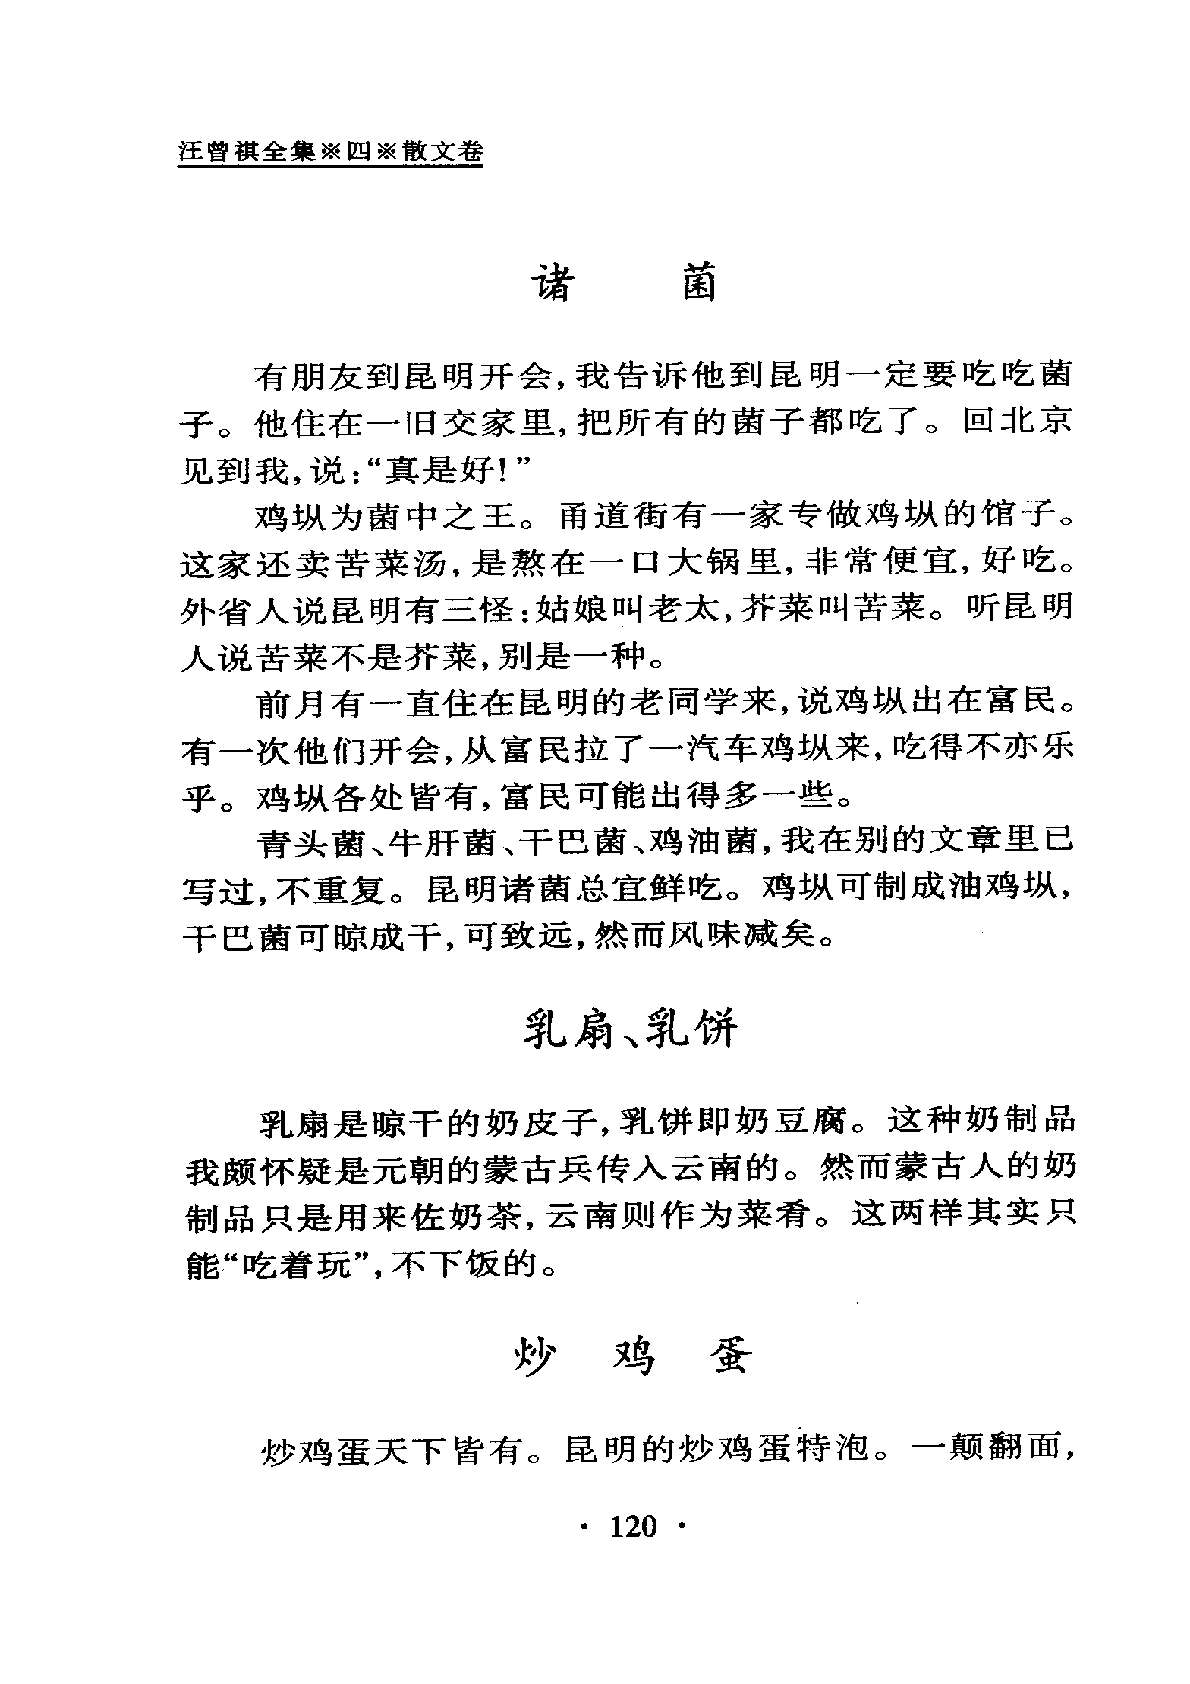 汪曾祺全集※四※散文卷
诸 菌
有朋友到昆明开会,我告诉他到昆明一定要吃吃菌
子。他住在一旧交家里,把所有的菌子都吃了。回北京
见到我,说:“真是好!”
鸡㙡为菌中之王。甬道街有一家专做鸡㙡的馆子。
这家还卖苦菜汤,是熬在一口大锅里,非常便宜,好吃。
外省人说昆明有三怪:姑娘叫老太,芥菜叫苦菜。听昆明
人说苦菜不是芥菜,别是一种。
前月有一直住在昆明的老同学来,说鸡㙡出在富民。
有一次他们开会,从富民拉了一汽车鸡㙡来,吃得不亦乐
乎。鸡㙡各处皆有,富民可能出得多一些。
青头菌、牛肝菌、干巴菌、鸡油菌,我在别的文章里已
写过,不重复。昆明诸菌总宜鲜吃。鸡㙡可制成油鸡㙡,
干巴菌可晾成干,可致远,然而风味减矣。
乳扇、乳饼
乳扇是晾干的奶皮子,乳饼即奶豆腐。这种奶制品
我颇怀疑是元朝的蒙古兵传入云南的。然而蒙古人的奶
制品只是用来佐奶茶,云南则作为菜肴。这两样其实只
能“吃着玩”,不下饭的。
炒 鸡 蛋
炒鸡蛋天下皆有。昆明的炒鸡蛋特泡。一颠翻面,
· 120 ·